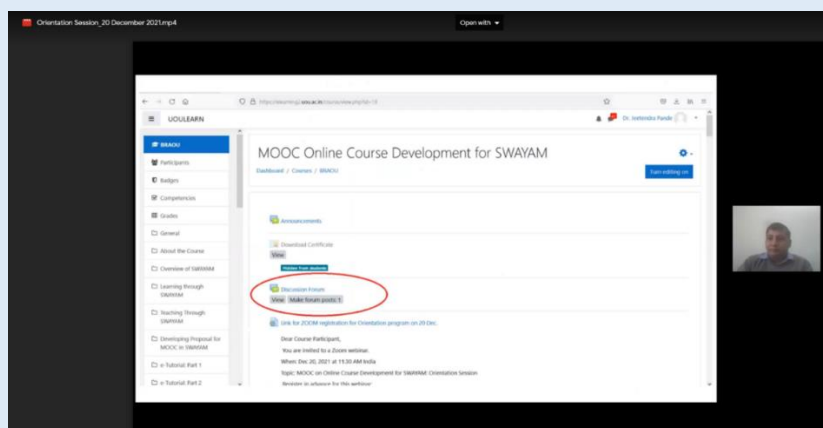 Orientation Session_20 December 2021.mp4
Open with
UOULEARN
Dr. Jeetendra Pande
BRAOU
Participants
Badges
Competencies
Grades
General
About the Course
Overview of SWAYAM
Learning through
SWAYAM
Teaching Through
SWAYAM
Developing Proposal for
MOOC in SWAYAM
e-Tutorial: Part 1
e-Tutorial: Part 2
MOOC Online Course Development for SWAYAM
Dashboard / Courses / BRAOU
Turn editing on
Announcements
Download Certificate
View
Hidden from students
Discussion Forum
View Make forum posts: 1
Link for ZOOM registration for Orientation program on 20 Dec.
Dear Course Participant,
You are invited to a Zoom webinar.
When: Dec 20, 2021 at 11:30 AM India
Topic: MOOC on Online Course Development for SWAYAM: Orientation Session
Register in advance for this webinar: